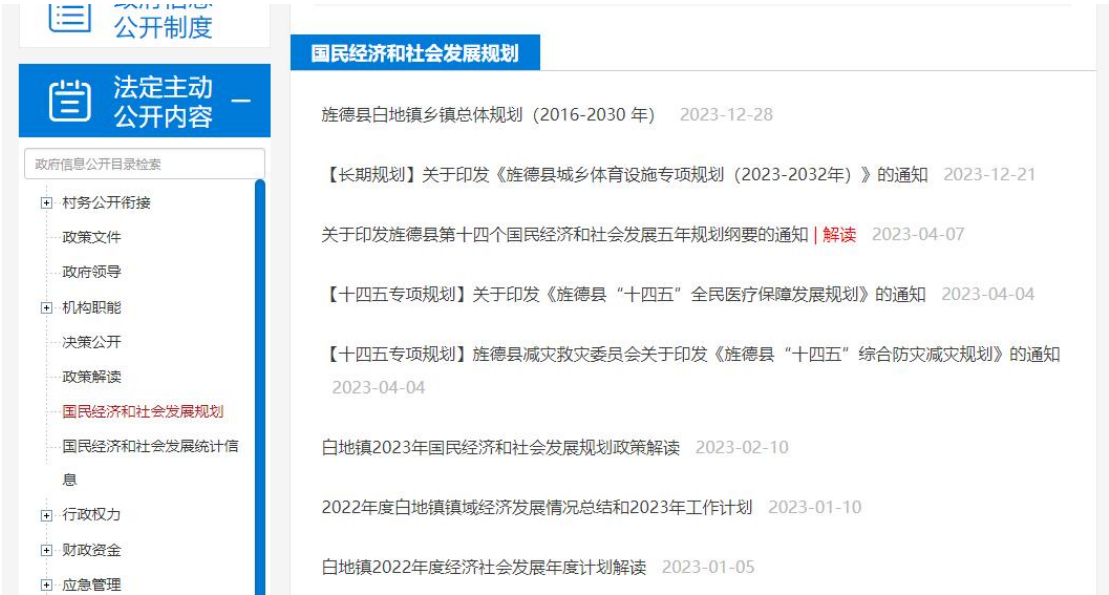 政府信息
公开制度
法定主动
公开内容
政府信息公开目录检索
村务公开衔接
政策文件
政府领导
机构职能
决策公开
政策解读
国民经济和社会发展规划
国民经济和社会发展统计信
息
行政权力
财政资金
应急管理
国民经济和社会发展规划
旌德县白地镇乡镇总体规划（2016-2030 年） 2023-12-28
【长期规划】关于印发《旌德县城乡体育设施专项规划（2023-2032年）》的通知 2023-12-21
关于印发旌德县第十四个国民经济和社会发展五年规划纲要的通知 | 解读 2023-04-07
【十四五专项规划】关于印发《旌德县“十四五”全民医疗保障发展规划》的通知 2023-04-04
【十四五专项规划】旌德县减灾救灾委员会关于印发《旌德县“十四五”综合防灾减灾规划》的通知
2023-04-04
白地镇2023年国民经济和社会发展规划政策解读 2023-02-10
2022年度白地镇镇域经济发展情况总结和2023年工作计划 2023-01-10
白地镇2022年度经济社会发展年度计划解读 2023-01-05